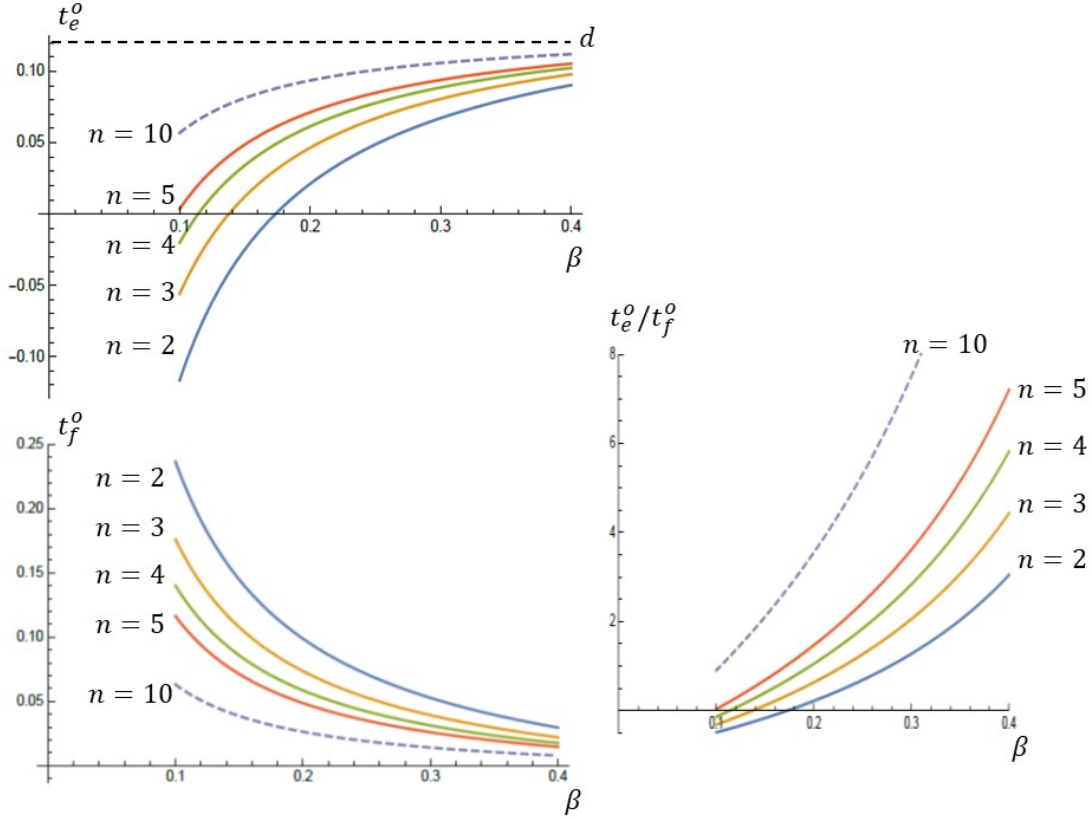 t_e^o
d
0.10
n = 10
0.05
n = 5
0.1 0.2 0.3 0.4
n = 4
β
−0.05
n = 3
n = 2
−0.10
t_f^o
0.25
n = 2
0.20
n = 3
0.15
n = 4
n = 5
0.10
n = 10
0.05
0.1 0.2 0.3 0.4
β
t_e^o/t_f^o
n = 10
8
n = 5
6
n = 4
n = 3
4
n = 2
2
0.1 0.2 0.3 0.4
β